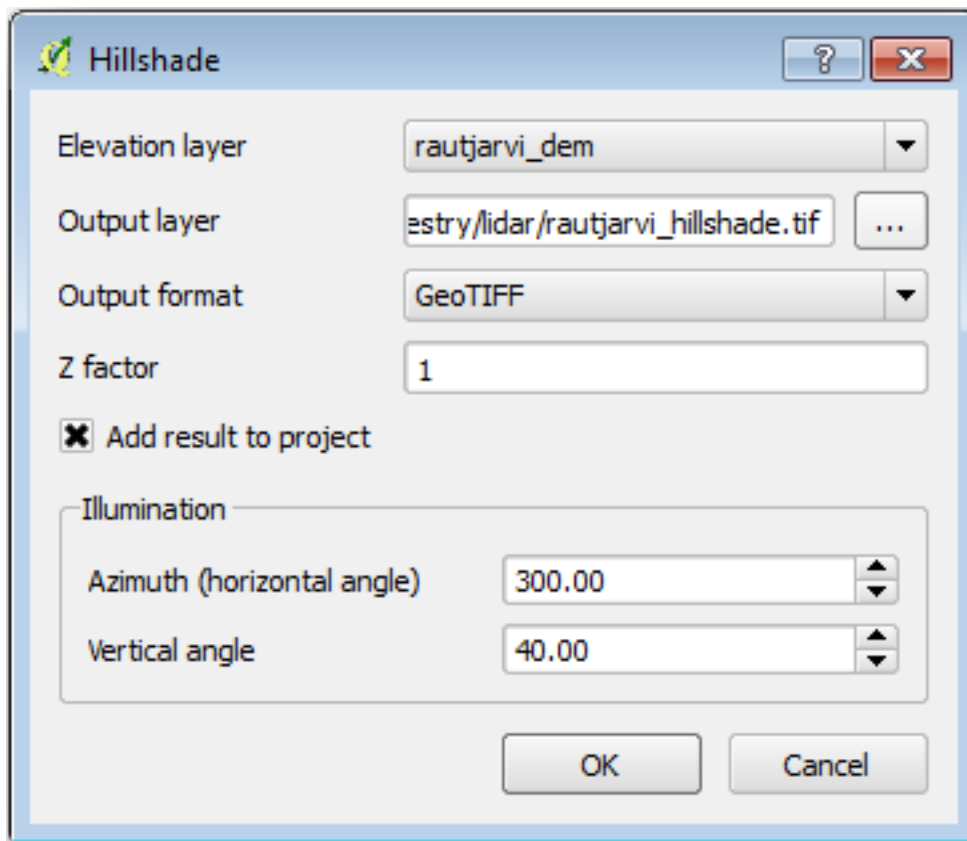 Hillshade
Elevation layer rautjarvi_dem
Output layer estry/lidar/rautjarvi_hillshade.tif ...
Output format GeoTIFF
Z factor 1
Add result to project
Illumination
Azimuth (horizontal angle) 300.00
Vertical angle 40.00
OK Cancel